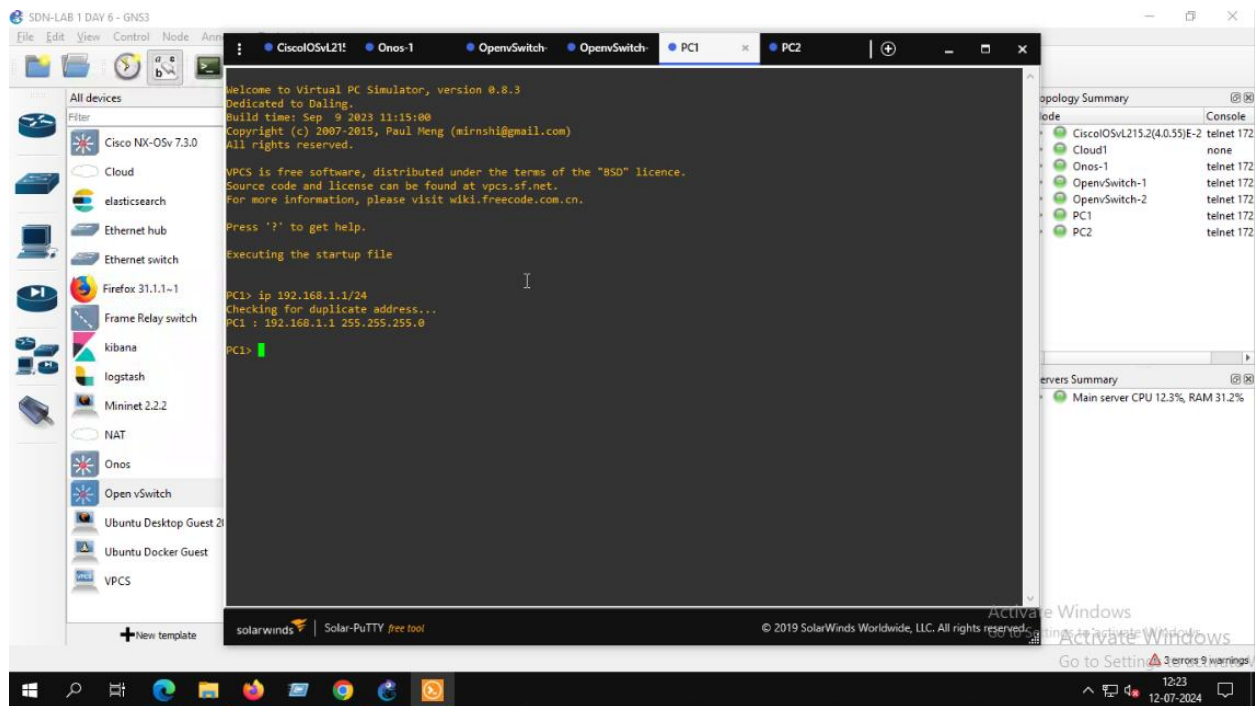 SDN-LAB 1 DAY 6 - GNS3
File Edit View Control Node Ann
CiscoIOSvL215
Onos-1
OpenvSwitch-
OpenvSwitch-
PC1
PC2
All devices
Filter
Cisco NX-OSv 7.3.0
Cloud
elasticsearch
Ethernet hub
Ethernet switch
Firefox 31.1.1~1
Frame Relay switch
kibana
logstash
Mininet 2.2.2
NAT
Onos
Open vSwitch
Ubuntu Desktop Guest 2
Ubuntu Docker Guest
VPCS
New template
Welcome to Virtual PC Simulator, version 0.8.3
Dedicated to Daling.
Build time: Sep 9 2023 11:15:00
Copyright (c) 2007-2015, Paul Meng (mirnshi@gmail.com)
All rights reserved.
VPCS is free software, distributed under the terms of the "BSD" licence.
Source code and license can be found at vpcs.sf.net.
For more information, please visit wiki.freecode.com.cn.
Press '?' to get help.
Executing the startup file
PC1> ip 192.168.1.1/24
Checking for duplicate address...
PC1 : 192.168.1.1 255.255.255.0
PC1>
solarwinds Solar-PuTTY free tool
© 2019 SolarWinds Worldwide, LLC. All rights reserved.
opology Summary
ode Console
CiscoIOSvL215.2(4.0.55)E-2 telnet 172
Cloud1 none
Onos-1 telnet 172
OpenvSwitch-1 telnet 172
OpenvSwitch-2 telnet 172
PC1 telnet 172
PC2 telnet 172
ervers Summary
Main server CPU 12.3%, RAM 31.2%
Activate Windows
Activate Windows
Go to Settings
3 errors 9 warnings
12:23
12-07-2024